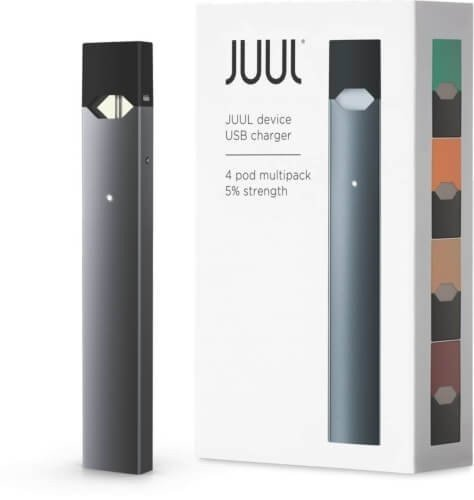 JUUL
JUUL device
USB charger
4 pod multipack
5% strength